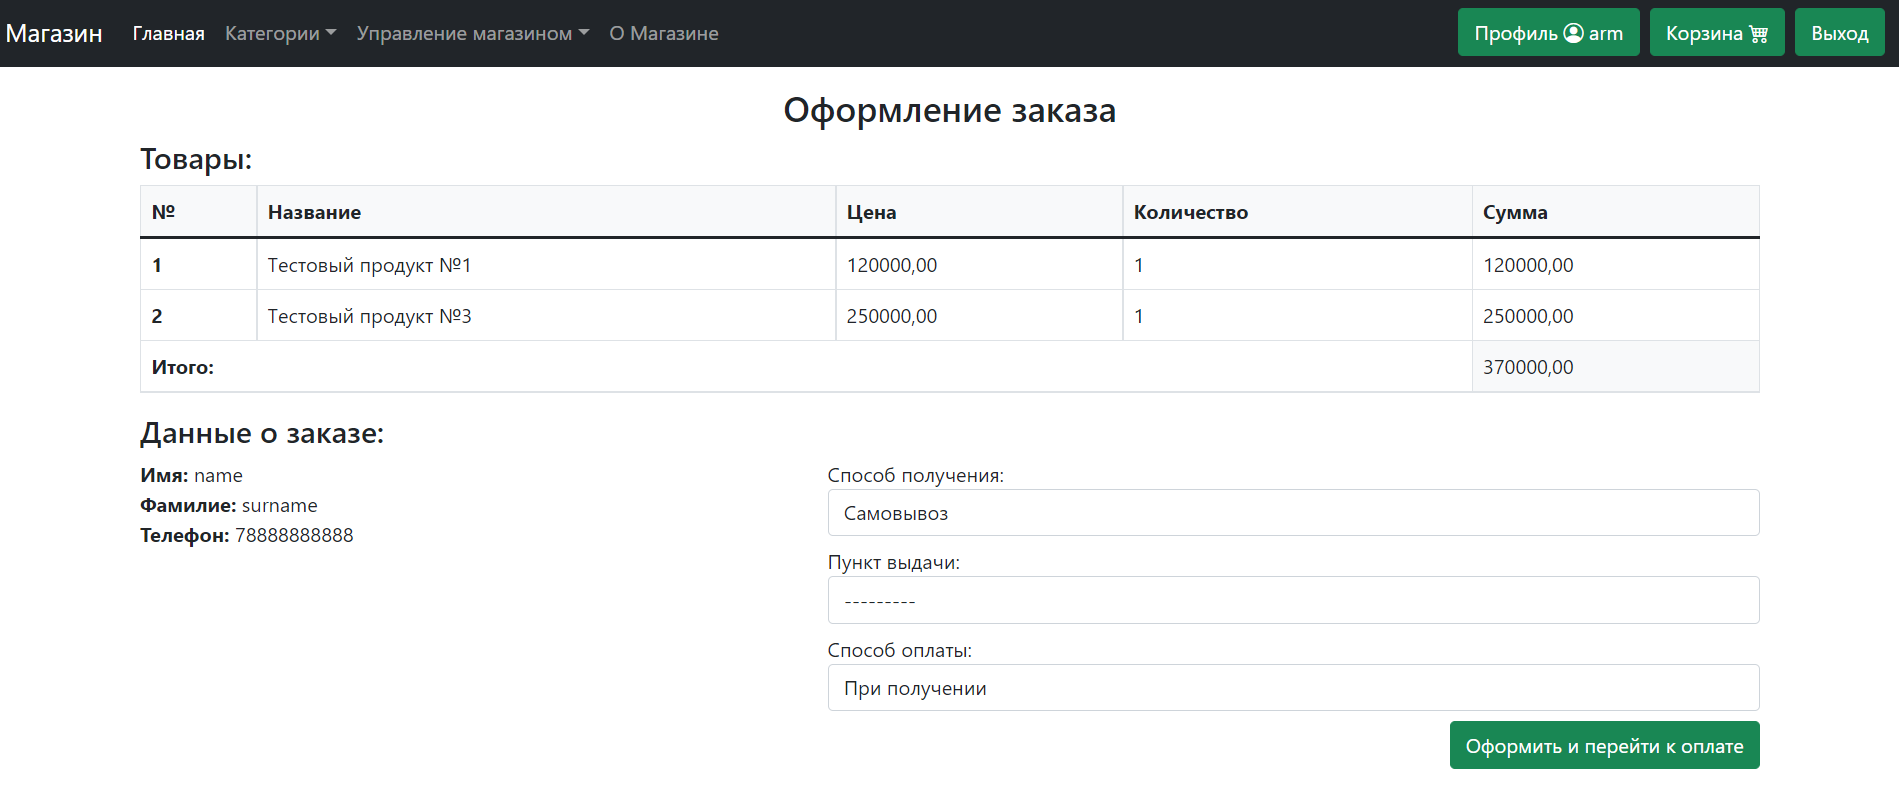 Магазин Главная Категории Управление магазином О Магазине Профиль arm Корзина Выход
Оформление заказа
Товары:
№ Название Цена Количество Сумма
1 Тестовый продукт №1 120000,00 1 120000,00
2 Тестовый продукт №3 250000,00 1 250000,00
Итого: 370000,00
Данные о заказе:
Имя: name
Фамилие: surname
Телефон: 78888888888
Способ получения:
Самовывоз
Пункт выдачи:
---------
Способ оплаты:
При получении
Оформить и перейти к оплате